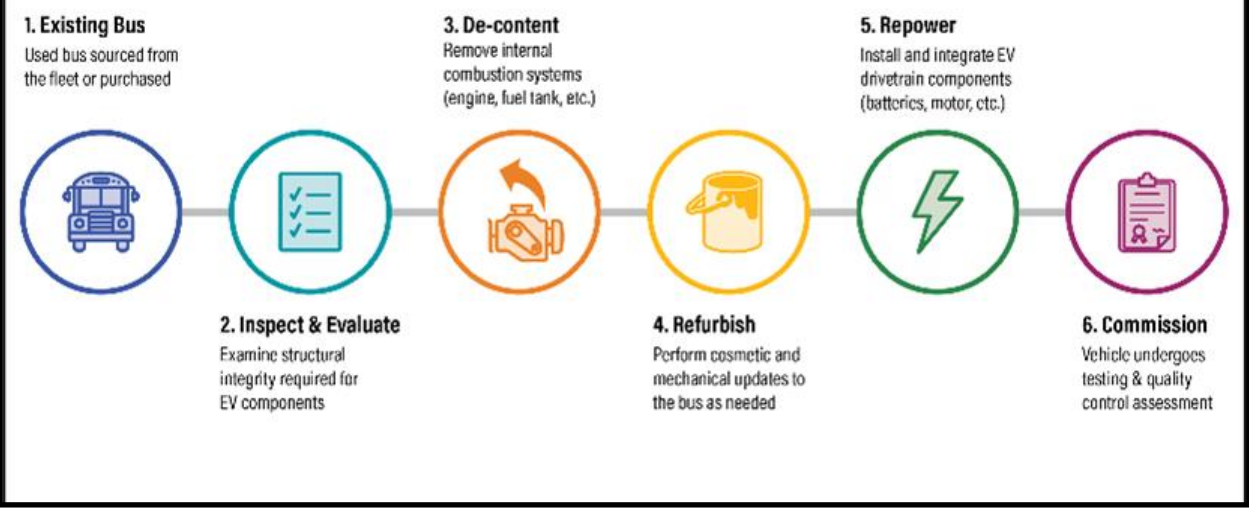 1. Existing Bus
Used bus sourced from
the fleet or purchased
2. Inspect & Evaluate
Examine structural
integrity required for
EV components
3. De-content
Remove internal
combustion systems
(engine, fuel tank, etc.)
4. Refurbish
Perform cosmetic and
mechanical updates to
the bus as needed
5. Repower
Install and integrate EV
drivetrain components
(batteries, motor, etc.)
6. Commission
Vehicle undergoes
testing & quality
control assessment